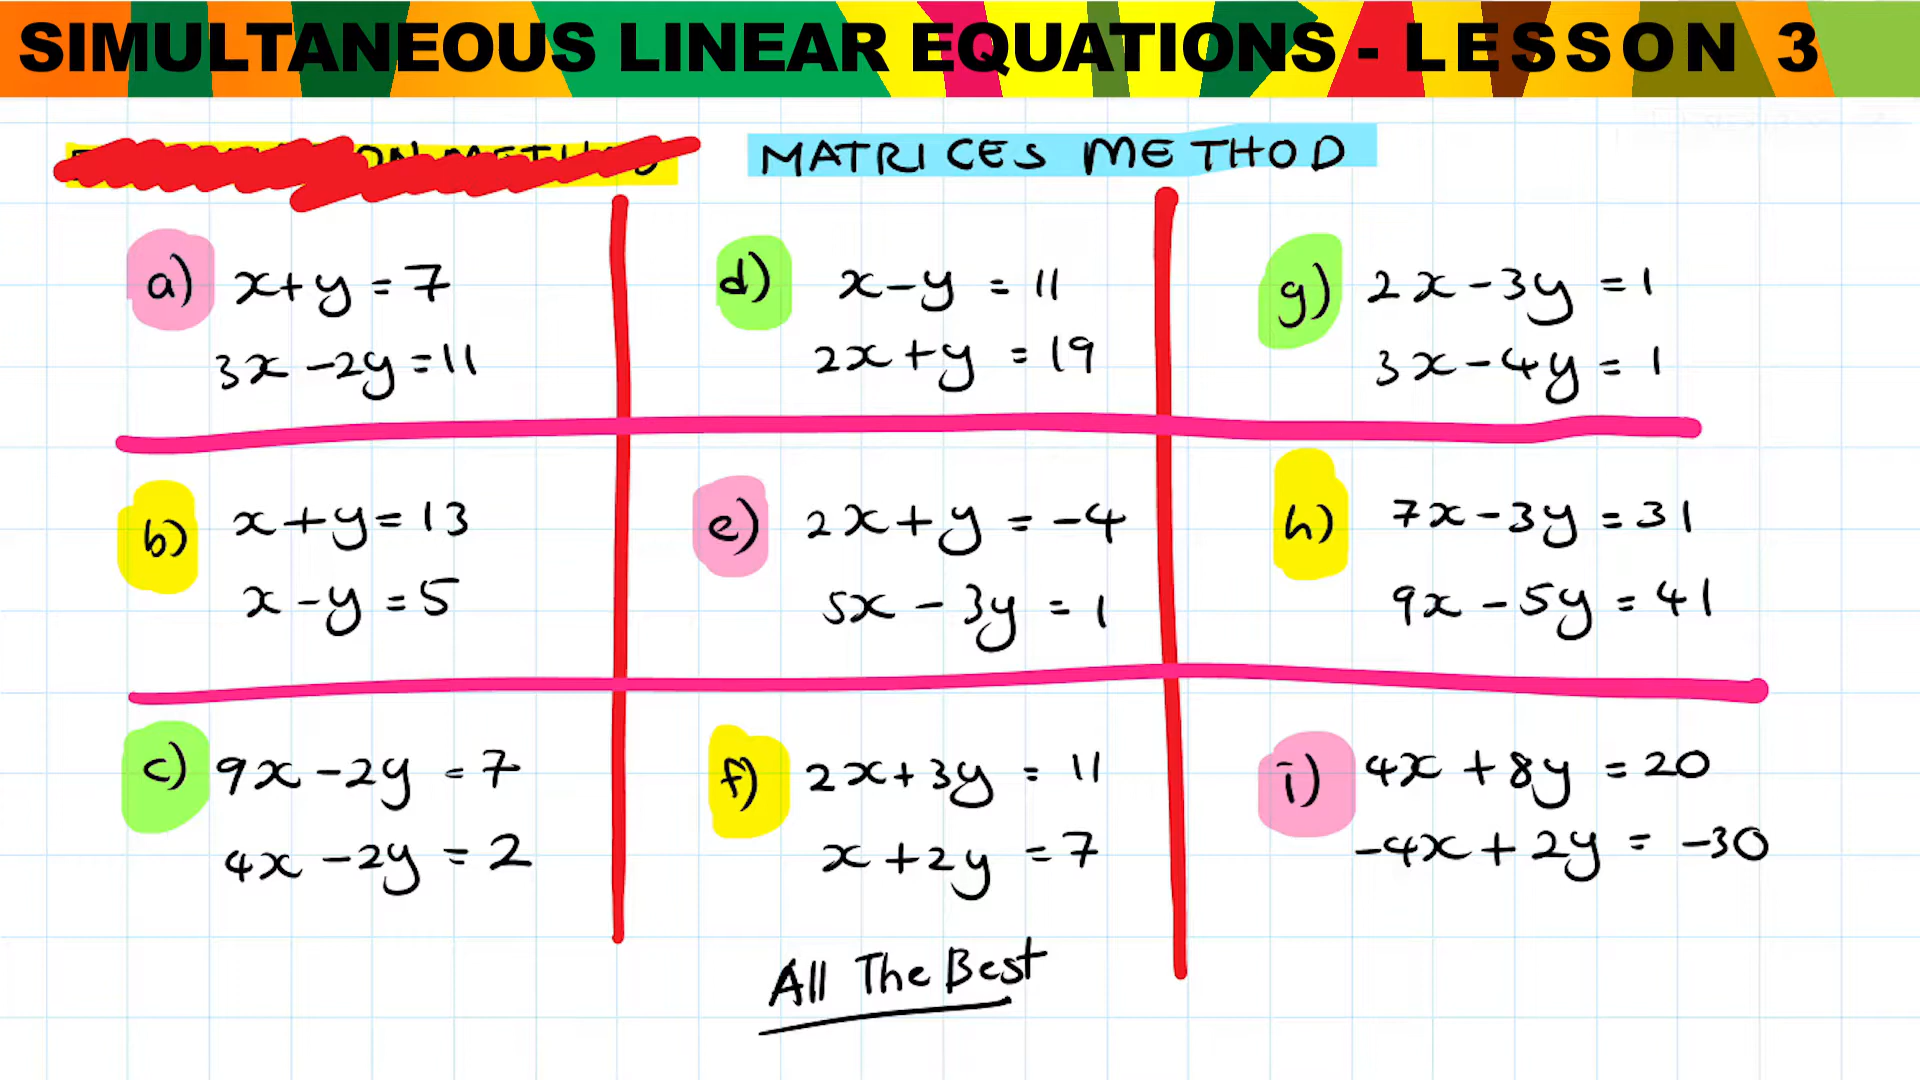 SIMULTANEOUS LINEAR EQUATIONS - LESSON 3
MATRICES METHOD
a) x+y=7
3x-2y=11
b) x+y=13
x-y=5
c) 9x-2y=7
4x-2y=2
d) x-y=11
2x+y=19
e) 2x+y=-4
5x-3y=1
f) 2x+3y=11
x+2y=7
g) 2x-3y=1
3x-4y=1
h) 7x-3y=31
9x-5y=41
i) 4x+8y=20
-4x+2y=-30
All The Best